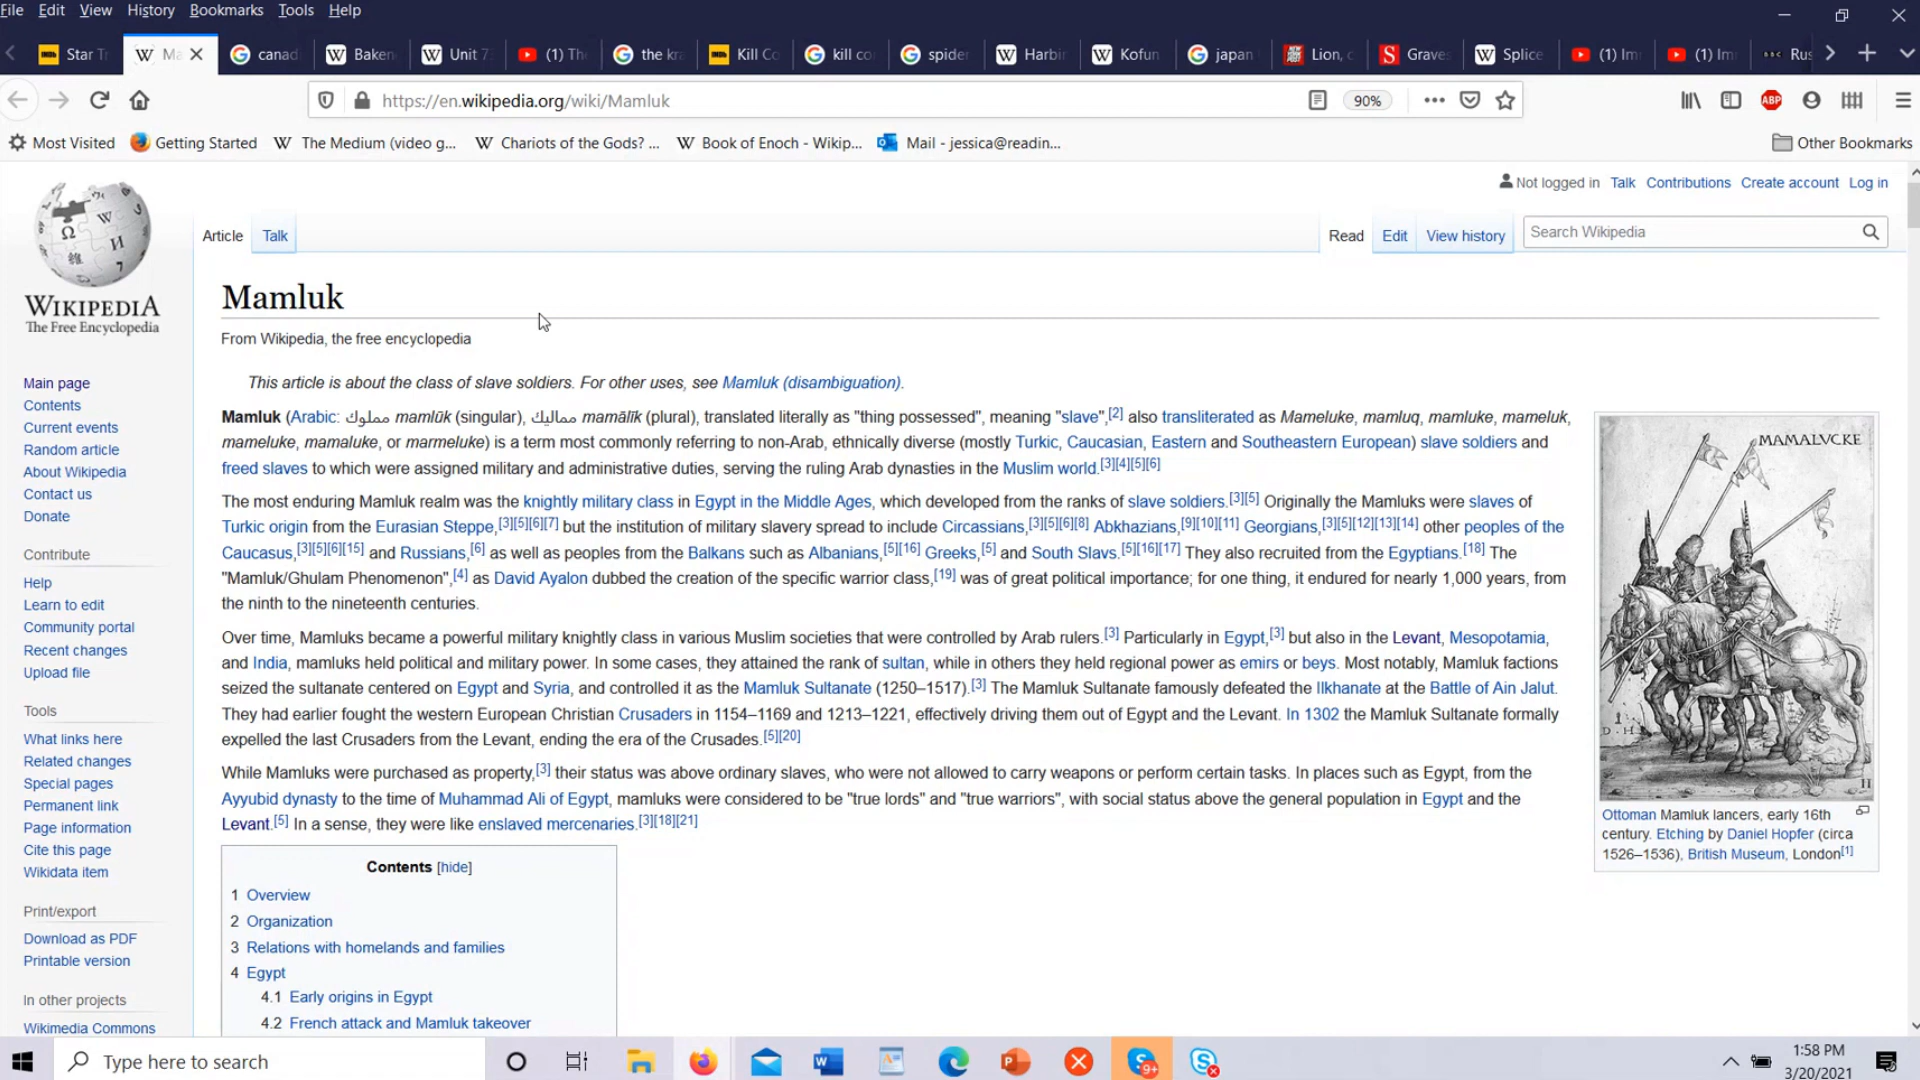 File Edit View History Bookmarks Tools Help
Star Tr Ma canad Baken Unit 7 (1) The the kra Kill Co kill co spider Harbin Kofun japan Lion, c Graves Splice (1) Im (1) Im BBC Rus
https://en.wikipedia.org/wiki/Mamluk 90% ABP
Most Visited Getting Started The Medium (video g... Chariots of the Gods? ... Book of Enoch - Wikip... Mail - jessica@readin... Other Bookmarks
Not logged in Talk Contributions Create account Log in
Article Talk Read Edit View history Search Wikipedia
WIKIPEDIA
The Free Encyclopedia
Main page
Contents
Current events
Random article
About Wikipedia
Contact us
Donate
Contribute
Help
Learn to edit
Community portal
Recent changes
Upload file
Tools
What links here
Related changes
Special pages
Permanent link
Page information
Cite this page
Wikidata item
Print/export
Download as PDF
Printable version
In other projects
Wikimedia Commons
Mamluk
From Wikipedia, the free encyclopedia
This article is about the class of slave soldiers. For other uses, see Mamluk (disambiguation).
Mamluk (Arabic: مملوك mamlūk (singular), مماليك mamālīk (plural), translated literally as "thing possessed", meaning "slave",[2] also transliterated as Mameluke, mamluq, mamluke, mameluk,
mameluke, mamaluke, or marmeluke) is a term most commonly referring to non-Arab, ethnically diverse (mostly Turkic, Caucasian, Eastern and Southeastern European) slave soldiers and
freed slaves to which were assigned military and administrative duties, serving the ruling Arab dynasties in the Muslim world.[3][4][5][6]
The most enduring Mamluk realm was the knightly military class in Egypt in the Middle Ages, which developed from the ranks of slave soldiers.[3][5] Originally the Mamluks were slaves of
Turkic origin from the Eurasian Steppe,[3][5][6][7] but the institution of military slavery spread to include Circassians,[3][5][6][8] Abkhazians,[9][10][11] Georgians,[3][5][12][13][14] other peoples of the
Caucasus,[3][5][6][15] and Russians,[6] as well as peoples from the Balkans such as Albanians,[5][16] Greeks,[5] and South Slavs.[5][16][17] They also recruited from the Egyptians.[18] The
"Mamluk/Ghulam Phenomenon",[4] as David Ayalon dubbed the creation of the specific warrior class,[19] was of great political importance; for one thing, it endured for nearly 1,000 years, from
the ninth to the nineteenth centuries.
Over time, Mamluks became a powerful military knightly class in various Muslim societies that were controlled by Arab rulers.[3] Particularly in Egypt,[3] but also in the Levant, Mesopotamia,
and India, mamluks held political and military power. In some cases, they attained the rank of sultan, while in others they held regional power as emirs or beys. Most notably, Mamluk factions
seized the sultanate centered on Egypt and Syria, and controlled it as the Mamluk Sultanate (1250–1517).[3] The Mamluk Sultanate famously defeated the Ilkhanate at the Battle of Ain Jalut.
They had earlier fought the western European Christian Crusaders in 1154–1169 and 1213–1221, effectively driving them out of Egypt and the Levant. In 1302 the Mamluk Sultanate formally
expelled the last Crusaders from the Levant, ending the era of the Crusades.[5][20]
While Mamluks were purchased as property,[3] their status was above ordinary slaves, who were not allowed to carry weapons or perform certain tasks. In places such as Egypt, from the
Ayyubid dynasty to the time of Muhammad Ali of Egypt, mamluks were considered to be "true lords" and "true warriors", with social status above the general population in Egypt and the
Levant.[5] In a sense, they were like enslaved mercenaries.[3][18][21]
MAMALVCKE
D H
Ottoman Mamluk lancers, early 16th
century. Etching by Daniel Hopfer (circa
1526–1536), British Museum, London[1]
Contents [hide]
1 Overview
2 Organization
3 Relations with homelands and families
4 Egypt
4.1 Early origins in Egypt
4.2 French attack and Mamluk takeover
Type here to search 9+ 1:58 PM
3/20/2021